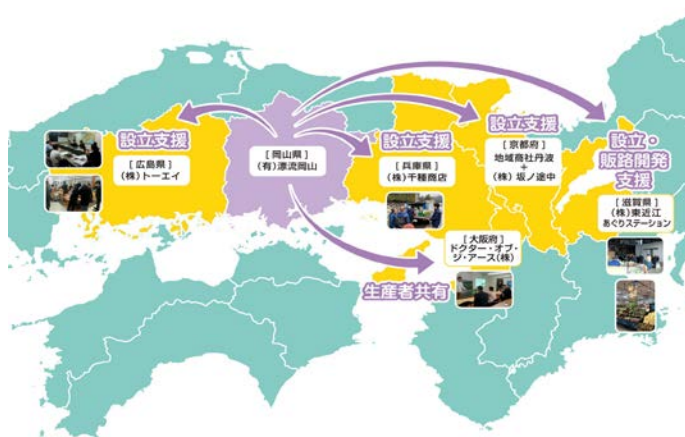 設立支援
[広島県]
(株)トーエイ
[岡山県]
(有)漂流岡山
設立支援
[兵庫県]
(株)千種商店
設立支援
[京都府]
地域商社丹波
+
(株)坂ノ途中
設立・
販路開発
支援
[滋賀県]
(株)東近江
あぐりステーション
[大阪府]
ドクター・オブ・
ジ・アース(株)
生産者共有